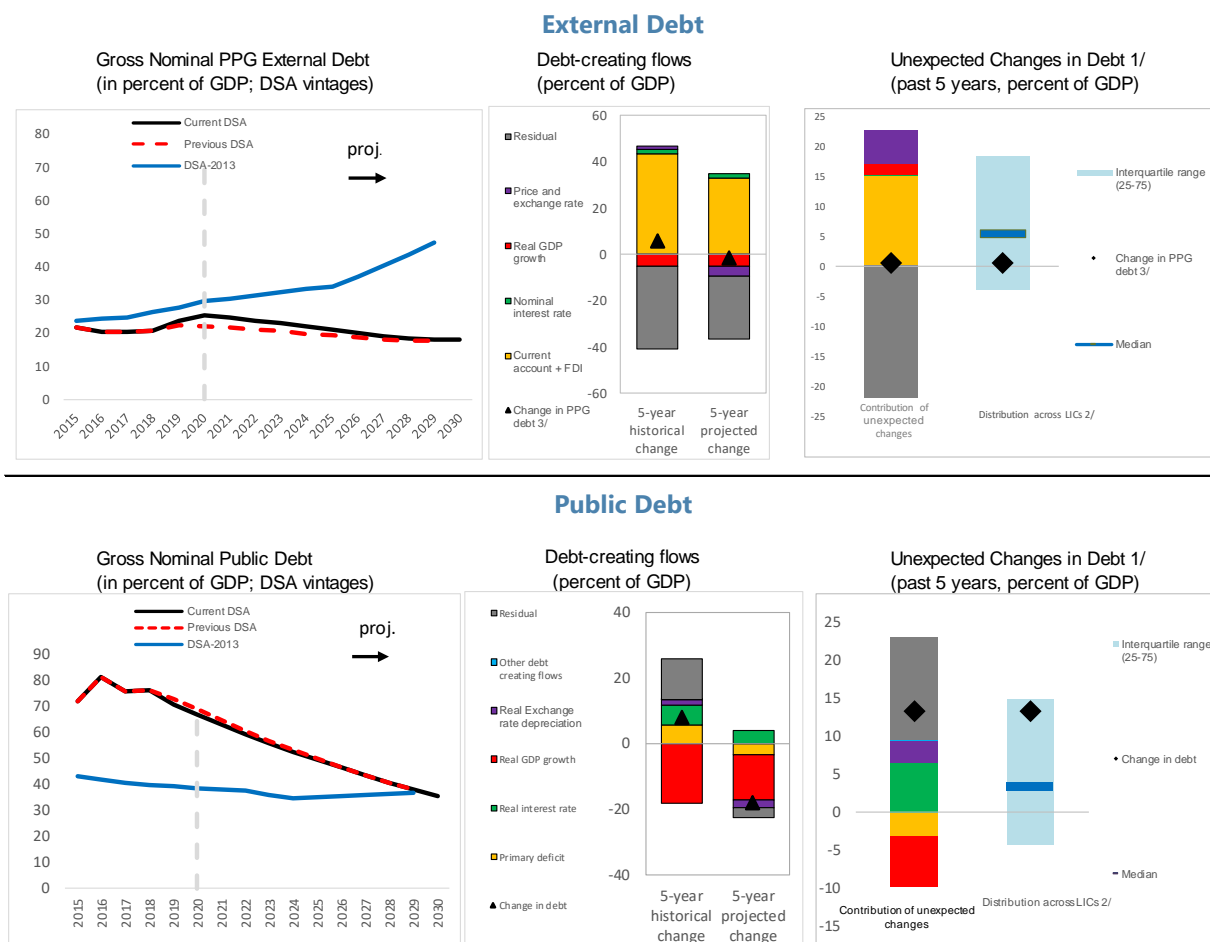 External Debt
Gross Nominal PPG External Debt
(in percent of GDP; DSA vintages)
Current DSA
Previous DSA
DSA-2013
proj.
80
70
60
50
40
30
20
10
0
2015
2016
2017
2018
2019
2020
2021
2022
2023
2024
2025
2026
2027
2028
2029
2030
Debt-creating flows
(percent of GDP)
Residual
Price and
exchange rate
Real GDP
growth
Nominal
interest rate
Current
account + FDI
Change in PPG
debt 3/
60
40
20
0
-20
-40
-60
5-year
historical
change
5-year
projected
change
Unexpected Changes in Debt 1/
(past 5 years, percent of GDP)
25
20
15
10
5
0
-5
-10
-15
-20
-25
Contribution of
unexpected
changes
Distribution across LICs 2/
Interquartile range
(25-75)
Change in PPG
debt 3/
Median
Public Debt
Gross Nominal Public Debt
(in percent of GDP; DSA vintages)
Current DSA
Previous DSA
DSA-2013
proj.
90
80
70
60
50
40
30
20
10
0
2015
2016
2017
2018
2019
2020
2021
2022
2023
2024
2025
2026
2027
2028
2029
2030
Debt-creating flows
(percent of GDP)
Residual
Other debt
creating flows
Real Exchange
rate depreciation
Real GDP growth
Real interest rate
Primary deficit
Change in debt
40
20
0
-20
-40
5-year
historical
change
5-year
projected
change
Unexpected Changes in Debt 1/
(past 5 years, percent of GDP)
25
20
15
10
5
0
-5
-10
-15
Contribution of unexpected
changes
Distribution across LICs 2/
Interquartile range
(25-75)
Change in debt
Median